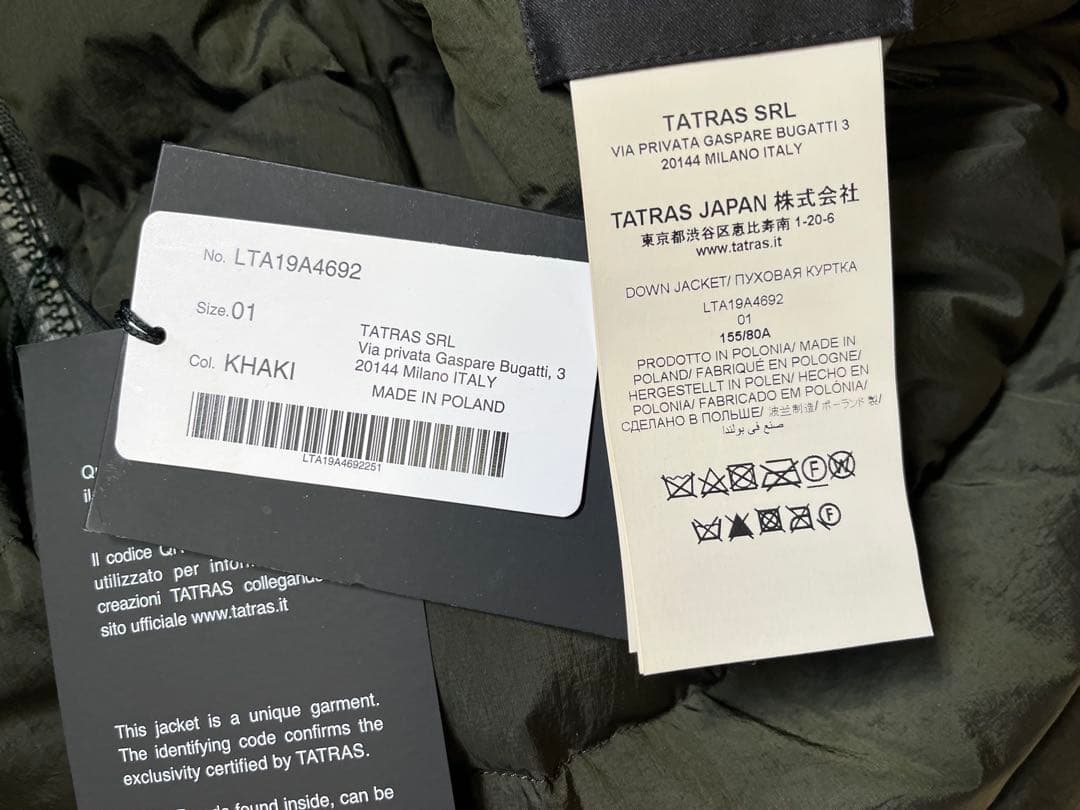 No. LTA19A4692
Size. 01
Col. KHAKI
TATRAS SRL
Via privata Gaspare Bugatti, 3
20144 Milano ITALY
MADE IN POLAND
LTA19A4692251
Il codice
utilizzato per
creazioni TATRAS
sito ufficiale www.tatras.it
This jacket is a unique garment.
The identifying code confirms the
exclusivity certified by TATRAS.
found inside, can be
TATRAS SRL
VIA PRIVATA GASPARE BUGATTI 3
20144 MILANO ITALY
TATRAS JAPAN 株式会社
東京都渋谷区恵比寿南 1-20-6
www.tatras.it
DOWN JACKET/ ПУХОВАЯ КУРТКА
LTA19A4692
01
155/80A
PRODOTTO IN POLONIA/ MADE IN
POLAND/ FABRIQUÉ EN POLOGNE/
HERGESTELLT IN POLEN/ HECHO EN
POLONIA/ FABRICADO EM POLÓNIA/
СДЕЛАНО В ПОЛЬШЕ/ 波兰制造/ ポーランド製/
صنع في بولندا
F W
F